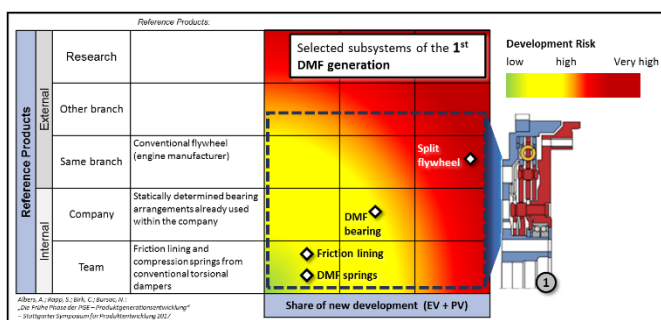 Reference Products:
Reference Products
External
Internal
Research
Other branch
Same branch
Conventional flywheel
(engine manufacturer)
Company
Statically determined bearing
arrangements already used
within the company
Team
Friction lining and
compression springs from
conventional torsional
dampers
Selected subsystems of the 1st
DMF generation
Split flywheel
DMF
bearing
Friction lining
DMF springs
Share of new development (EV + PV)
Development Risk
low high Very high
1
Albers, A.; Rapp, S.; Birk, C.; Bursac, N.:
„Die Frühe Phase der PGE – Produktgenerationsentwicklung“
– Stuttgarter Symposium für Produktentwicklung 2017